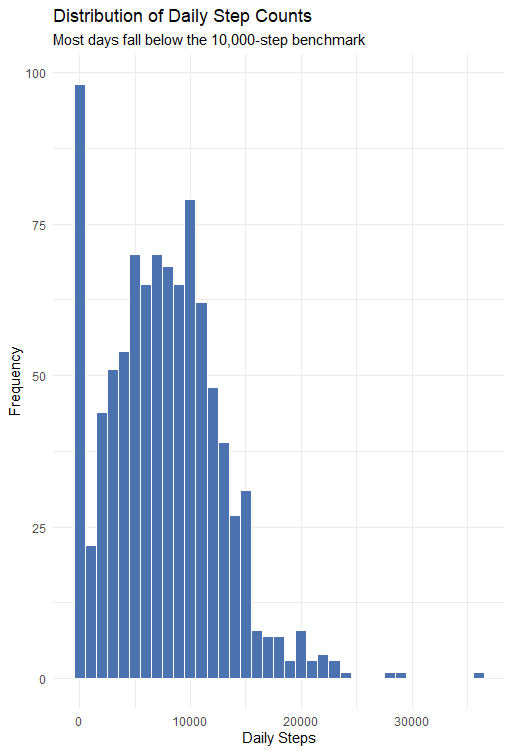 Distribution of Daily Step Counts
Most days fall below the 10,000-step benchmark
Frequency
100
75
50
25
0
0 10000 20000 30000
Daily Steps